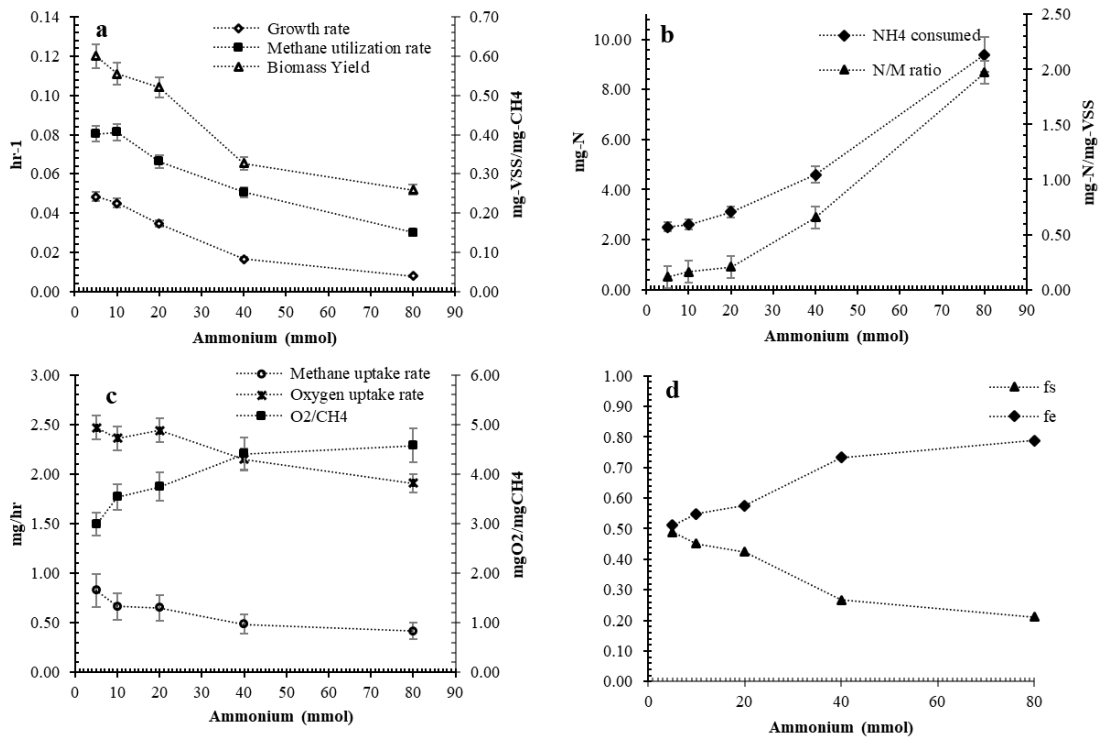 a
Growth rate
Methane utilization rate
Biomass Yield
0.14
0.12
0.10
0.08
0.06
0.04
0.02
0.00
hr-1
0.70
0.60
0.50
0.40
0.30
0.20
0.10
0.00
mg-VSS/mg-CH4
0 10 20 30 40 50 60 70 80 90
Ammonium (mmol)
b
NH4 consumed
N/M ratio
10.00
8.00
6.00
4.00
2.00
0.00
mg-N
2.50
2.00
1.50
1.00
0.50
0.00
mg-N/mg-VSS
0 10 20 30 40 50 60 70 80 90
Ammonium (mmol)
c
Methane uptake rate
Oxygen uptake rate
O2/CH4
3.00
2.50
2.00
1.50
1.00
0.50
0.00
mg/hr
6.00
5.00
4.00
3.00
2.00
1.00
0.00
mgO2/mgCH4
0 10 20 30 40 50 60 70 80 90
Ammonium (mmol)
d
fs
fe
1.00
0.90
0.80
0.70
0.60
0.50
0.40
0.30
0.20
0.10
0.00
0 20 40 60 80
Ammonium (mmol)